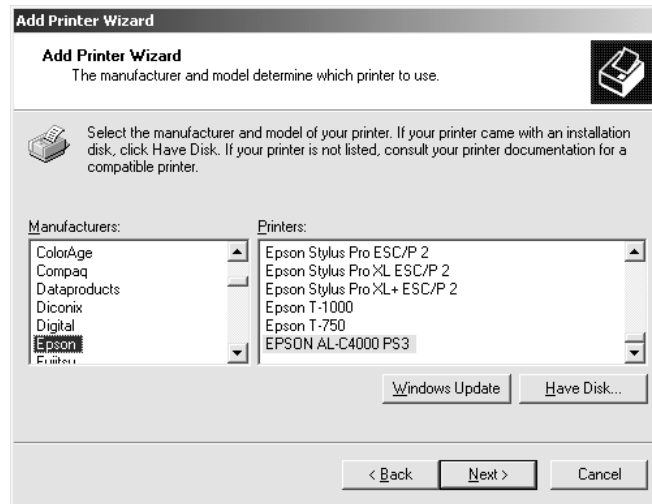 Add Printer Wizard
Add Printer Wizard
The manufacturer and model determine which printer to use.
Select the manufacturer and model of your printer. If your printer came with an installation
disk, click Have Disk. If your printer is not listed, consult your printer documentation for a
compatible printer.
Manufacturers:
Printers:
ColorAge
Compaq
Dataproducts
Diconix
Digital
Epson
Fujitsu
Epson Stylus Pro ESC/P 2
Epson Stylus Pro XL ESC/P 2
Epson Stylus Pro XL+ ESC/P 2
Epson T-1000
Epson T-750
EPSON AL-C4000 PS3
Windows Update
Have Disk...
< Back
Next >
Cancel